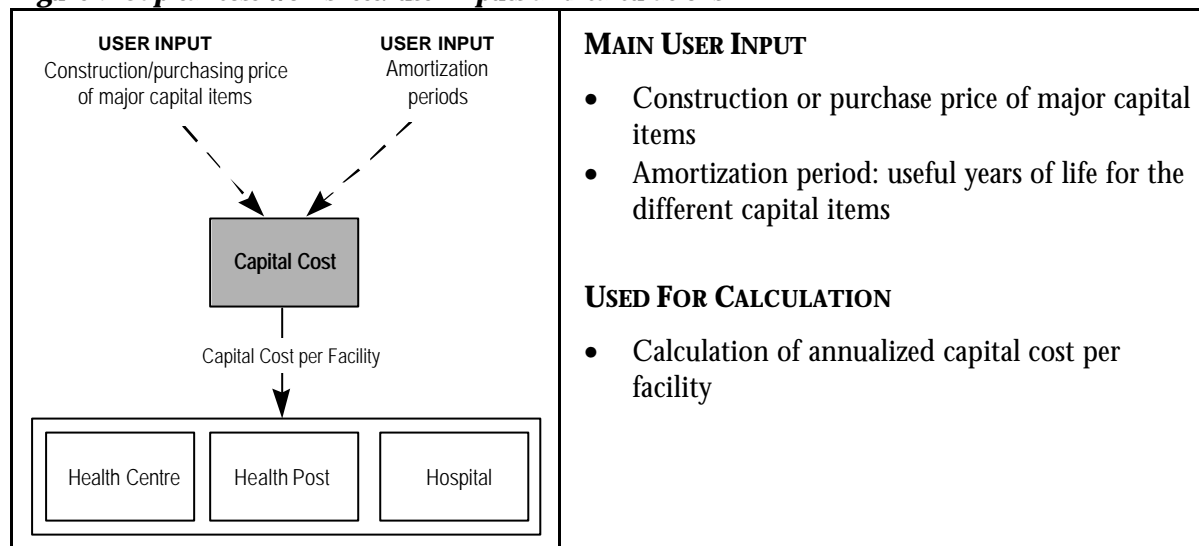 USER INPUT
Construction/purchasing price
of major capital items
USER INPUT
Amortization
periods
Capital Cost
Capital Cost per Facility
Health Centre
Health Post
Hospital
MAIN USER INPUT
• Construction or purchase price of major capital
items
• Amortization period: useful years of life for the
different capital items
USED FOR CALCULATION
• Calculation of annualized capital cost per
facility